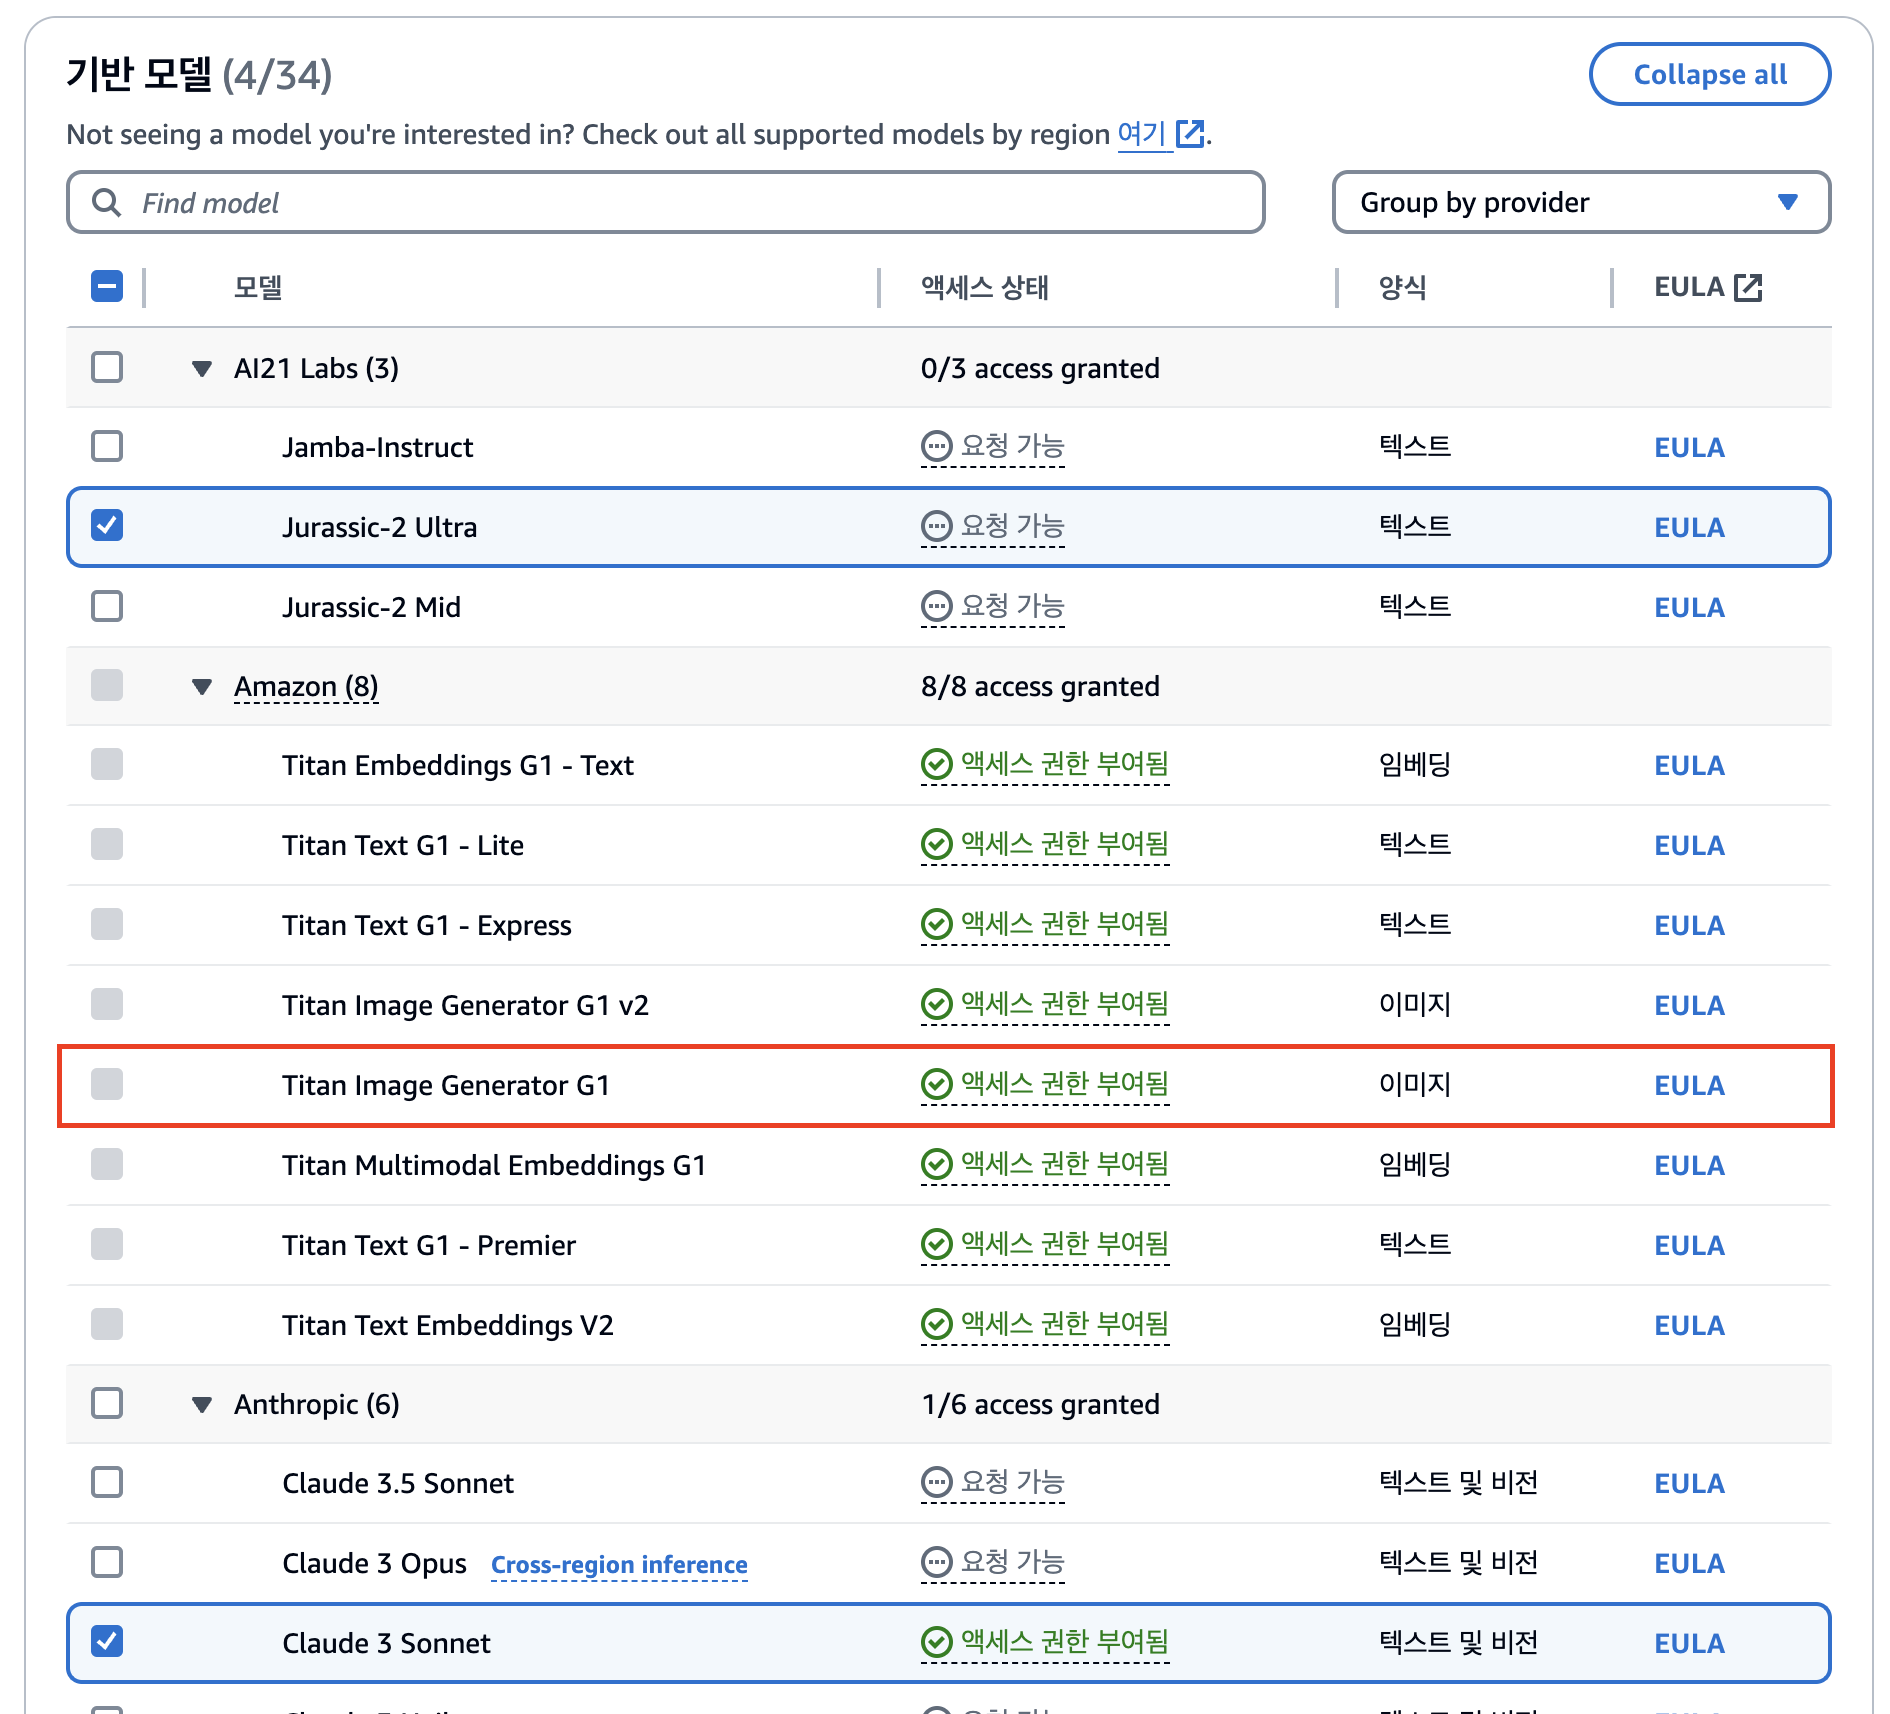 기반 모델 (4/34)
Collapse all
Not seeing a model you're interested in? Check out all supported models by region 여기.
Find model
Group by provider
모델 액세스 상태 양식 EULA
AI21 Labs (3) 0/3 access granted
Jamba-Instruct 요청 가능 텍스트 EULA
Jurassic-2 Ultra 요청 가능 텍스트 EULA
Jurassic-2 Mid 요청 가능 텍스트 EULA
Amazon (8) 8/8 access granted
Titan Embeddings G1 - Text 액세스 권한 부여됨 임베딩 EULA
Titan Text G1 - Lite 액세스 권한 부여됨 텍스트 EULA
Titan Text G1 - Express 액세스 권한 부여됨 텍스트 EULA
Titan Image Generator G1 v2 액세스 권한 부여됨 이미지 EULA
Titan Image Generator G1 액세스 권한 부여됨 이미지 EULA
Titan Multimodal Embeddings G1 액세스 권한 부여됨 임베딩 EULA
Titan Text G1 - Premier 액세스 권한 부여됨 텍스트 EULA
Titan Text Embeddings V2 액세스 권한 부여됨 임베딩 EULA
Anthropic (6) 1/6 access granted
Claude 3.5 Sonnet 요청 가능 텍스트 및 비전 EULA
Claude 3 Opus Cross-region inference 요청 가능 텍스트 및 비전 EULA
Claude 3 Sonnet 액세스 권한 부여됨 텍스트 및 비전 EULA